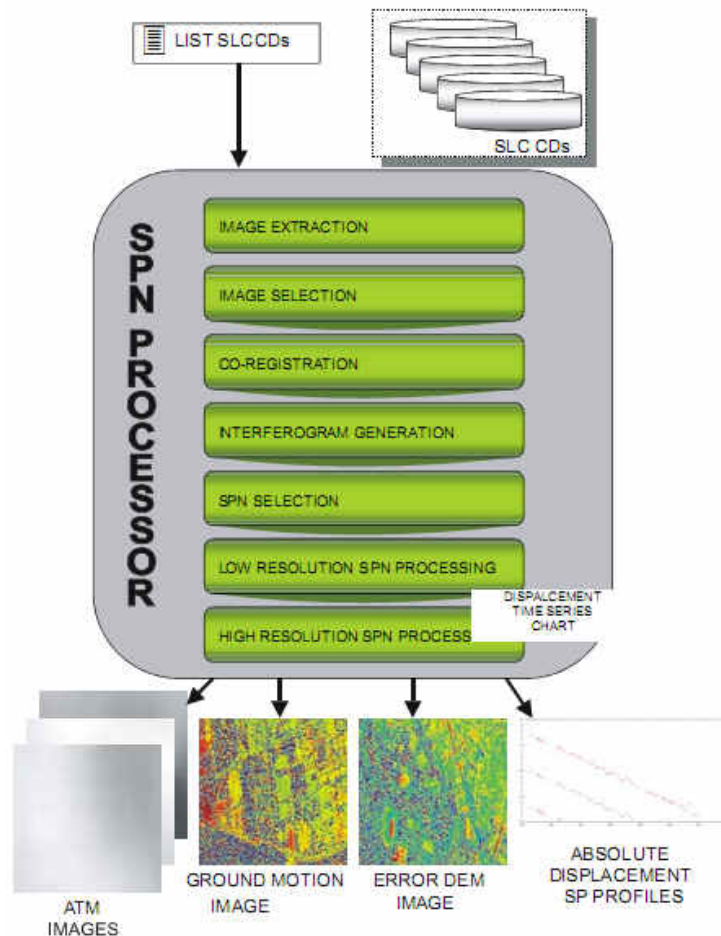 LIST SLCCDs
SLC CDs
SPN PROCESSOR
IMAGE EXTRACTION
IMAGE SELECTION
CO-REGISTRATION
INTERFEROGRAM GENERATION
SPN SELECTION
LOW RESOLUTION SPN PROCESSING
HIGH RESOLUTION SPN PROCESS
DISPALCEMENT
TIME SERIES
CHART
ATM
IMAGES
GROUND MOTION
IMAGE
ERROR DEM
IMAGE
ABSOLUTE
DISPLACEMENT
SP PROFILES